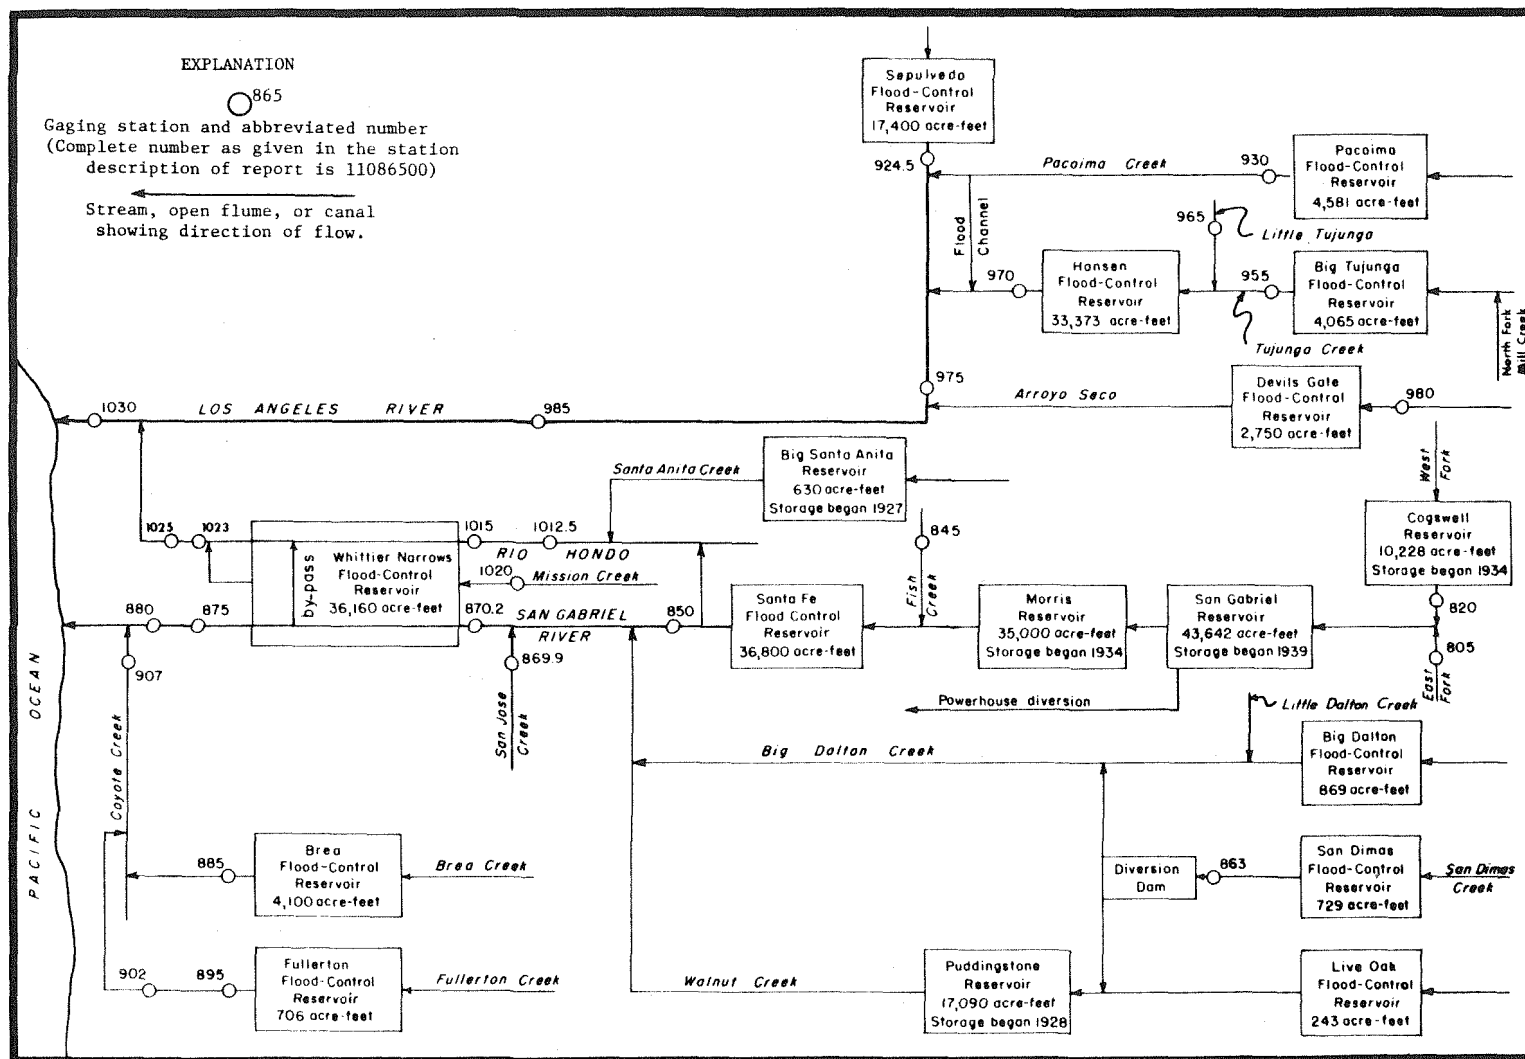 EXPLANATION
865
Gaging station and abbreviated number
(Complete number as given in the station
description of report is 11086500)
Stream, open flume, or canal
showing direction of flow.
Sepulvedo
Flood-Control
Reservoir
17,400 acre-feet
924.5
Pacoima Creek
930
Pacoima
Flood-Control
Reservoir
4,581 acre-feet
Flood
Channel
965
Little Tujunga
970
Hansen
Flood-Control
Reservoir
33,373 acre-feet
955
Big Tujunga
Flood-Control
Reservoir
4,065 acre-feet
Tujunga Creek
North Fork
Mill Creek
975
Arroyo Seco
Devils Gate
Flood-Control
Reservoir
2,750 acre-feet
980
1030
LOS ANGELES RIVER
985
Santa Anita Creek
Big Santa Anita
Reservoir
630 acre-feet
Storage began 1927
West
Fork
Cogswell
Reservoir
10,228 acre-feet
Storage began 1934
820
805
East
Fork
1025
1023
1015
1012.5
RIO HONDO
845
Fish
Creek
Whittier Narrows
Flood-Control
Reservoir
36,160 acre-feet
by-pass
1020
Mission Creek
880
875
870.2
SAN GABRIEL
RIVER
850
Santa Fe
Flood Control
Reservoir
36,800 acre-feet
Morris
Reservoir
35,000 acre-feet
Storage began 1934
San Gabriel
Reservoir
43,642 acre-feet
Storage began 1939
907
869.9
San Jose
Creek
Powerhouse diversion
Little Dalton Creek
PACIFIC OCEAN
Coyote Creek
Big Dalton Creek
Big Dalton
Flood-Control
Reservoir
869 acre-feet
885
Brea
Flood-Control
Reservoir
4,100 acre-feet
Brea Creek
Diversion
Dam
863
San Dimas
Flood-Control
Reservoir
729 acre-feet
San Dimas
Creek
902
895
Fullerton
Flood-Control
Reservoir
706 acre-feet
Fullerton Creek
Walnut Creek
Puddingstone
Reservoir
17,090 acre-feet
Storage began 1928
Live Oak
Flood-Control
Reservoir
243 acre-feet